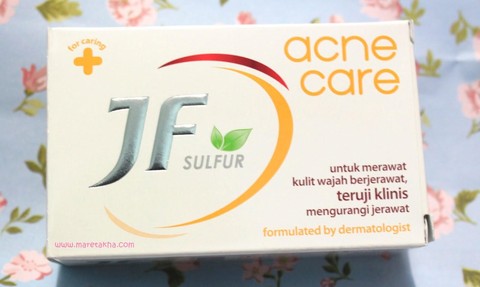 for caring
acne
care
JF
SULFUR
untuk merawat
kulit wajah berjerawat,
teruji klinis
mengurangi jerawat
formulated by dermatologist
www.maretakha.com